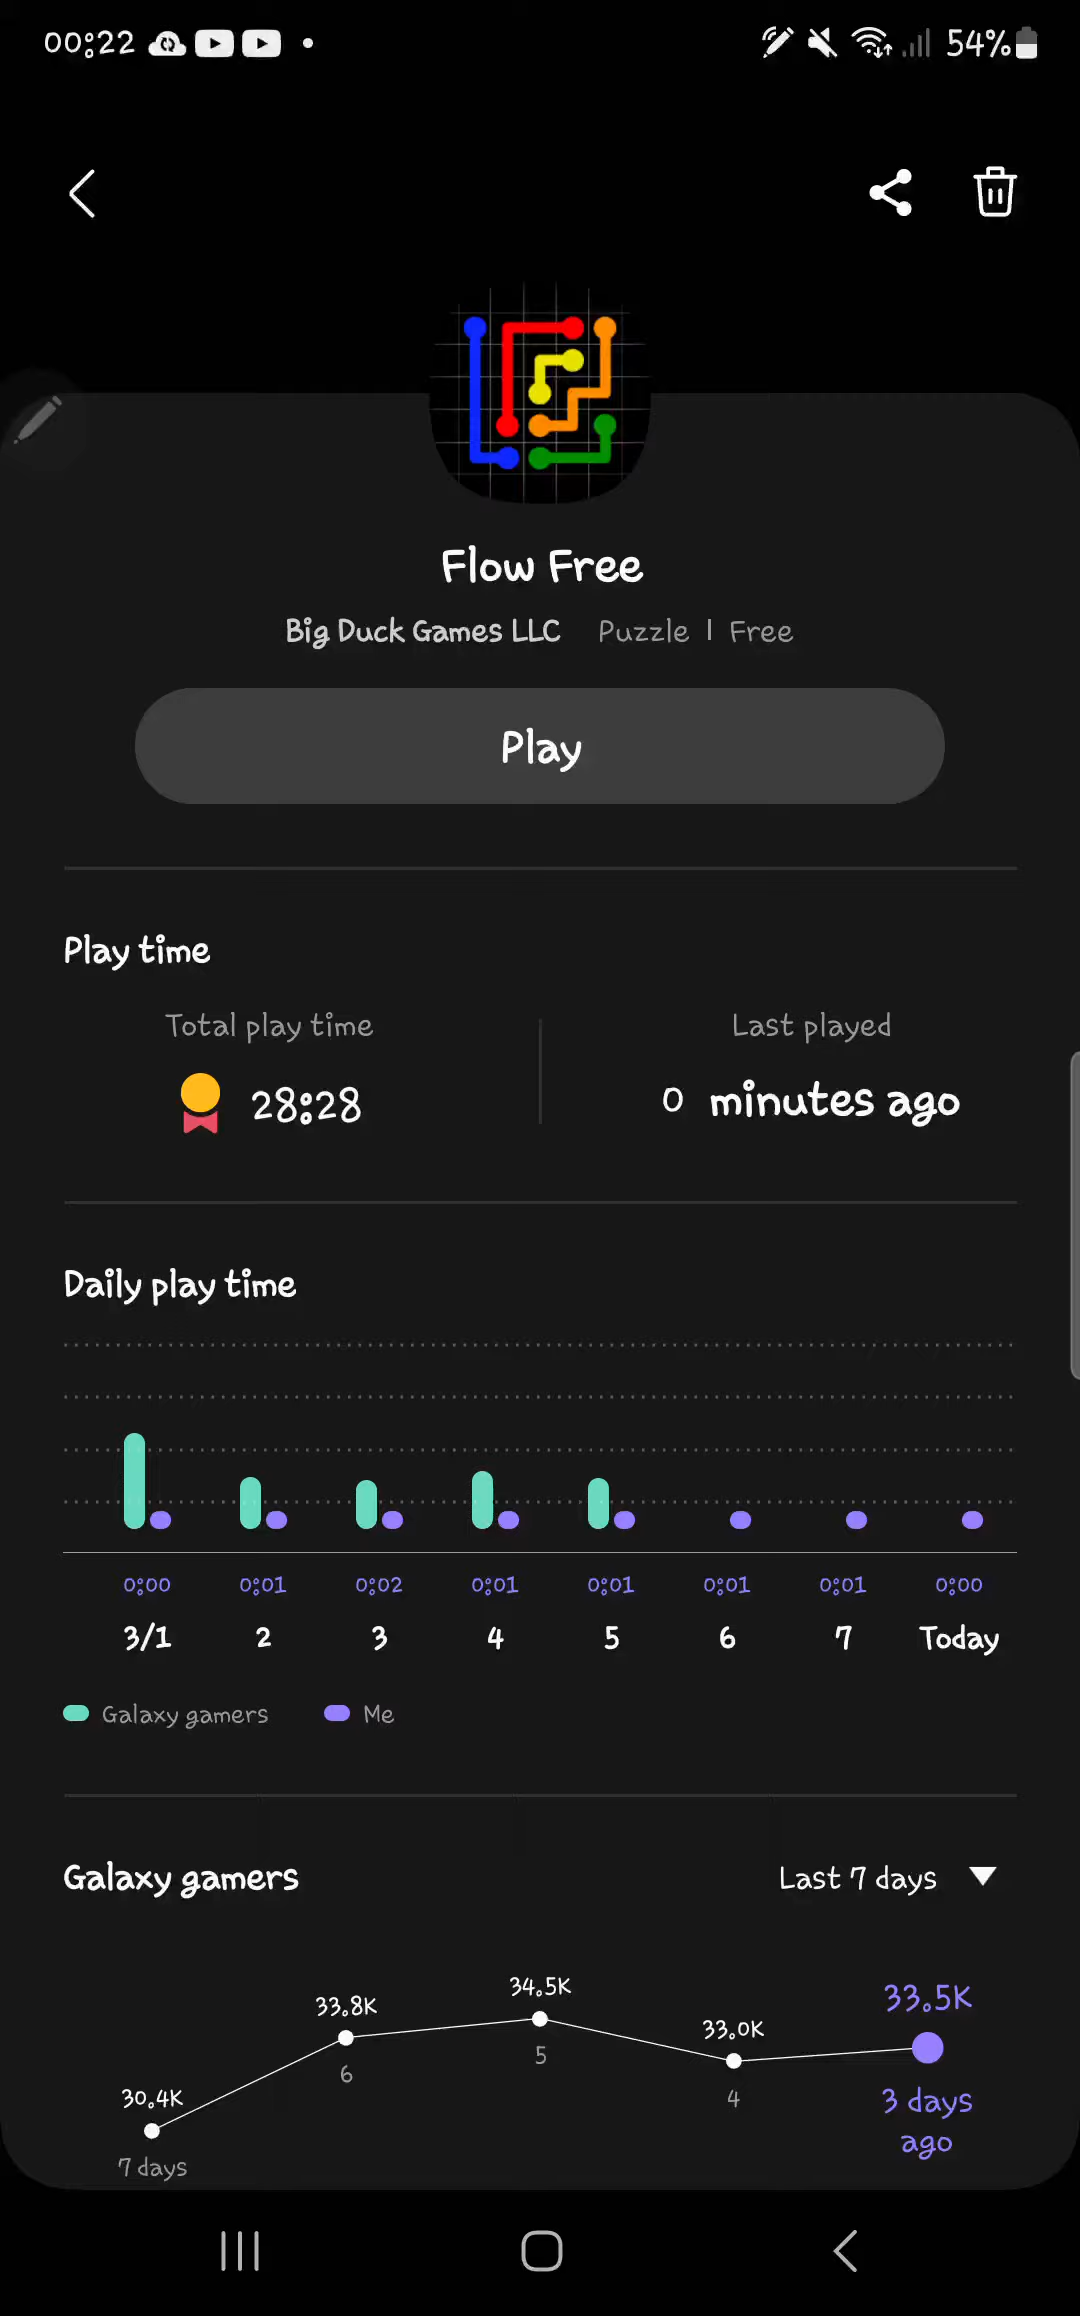 00:22 54%
Flow Free
Big Duck Games LLC Puzzle | Free
Play
Play time
Total play time Last played
28:28 0 minutes ago
Daily play time
0:00 0:01 0:02 0:01 0:01 0:01 0:01 0:00
3/1 2 3 4 5 6 7 Today
Galaxy gamers Me
Galaxy gamers Last 7 days
30.4K 33.8K 34.5K 33.0K 33.5K
7 days 6 5 4 3 days
ago